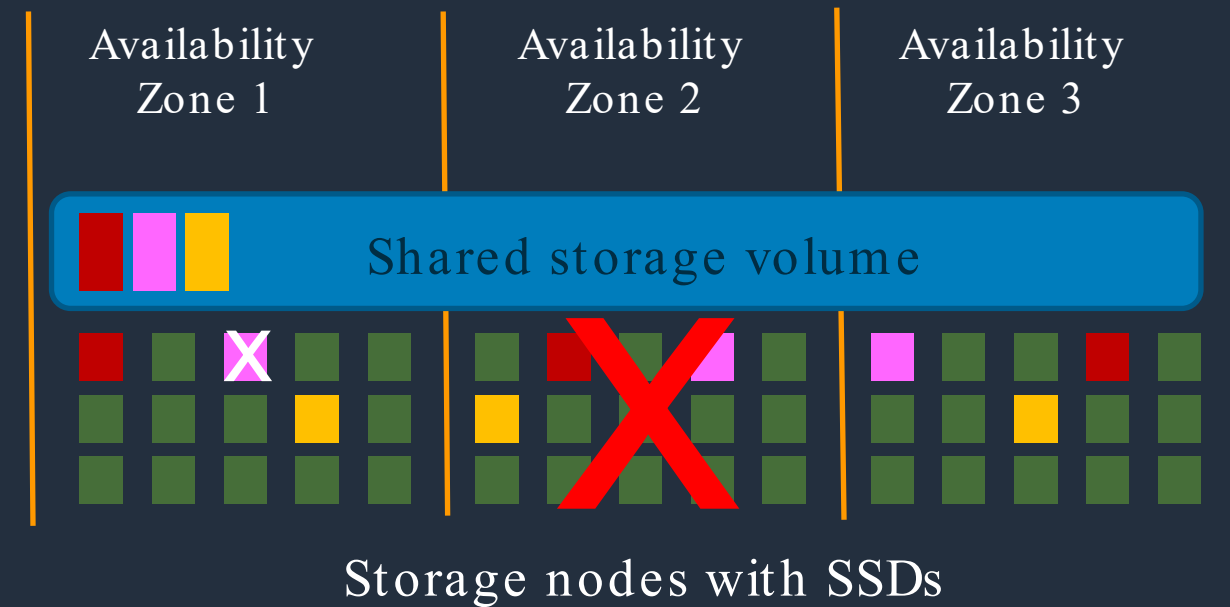 Availability
Zone 1
Availability
Zone 2
Availability
Zone 3
Shared storage volume
X
X
Storage nodes with SSDs